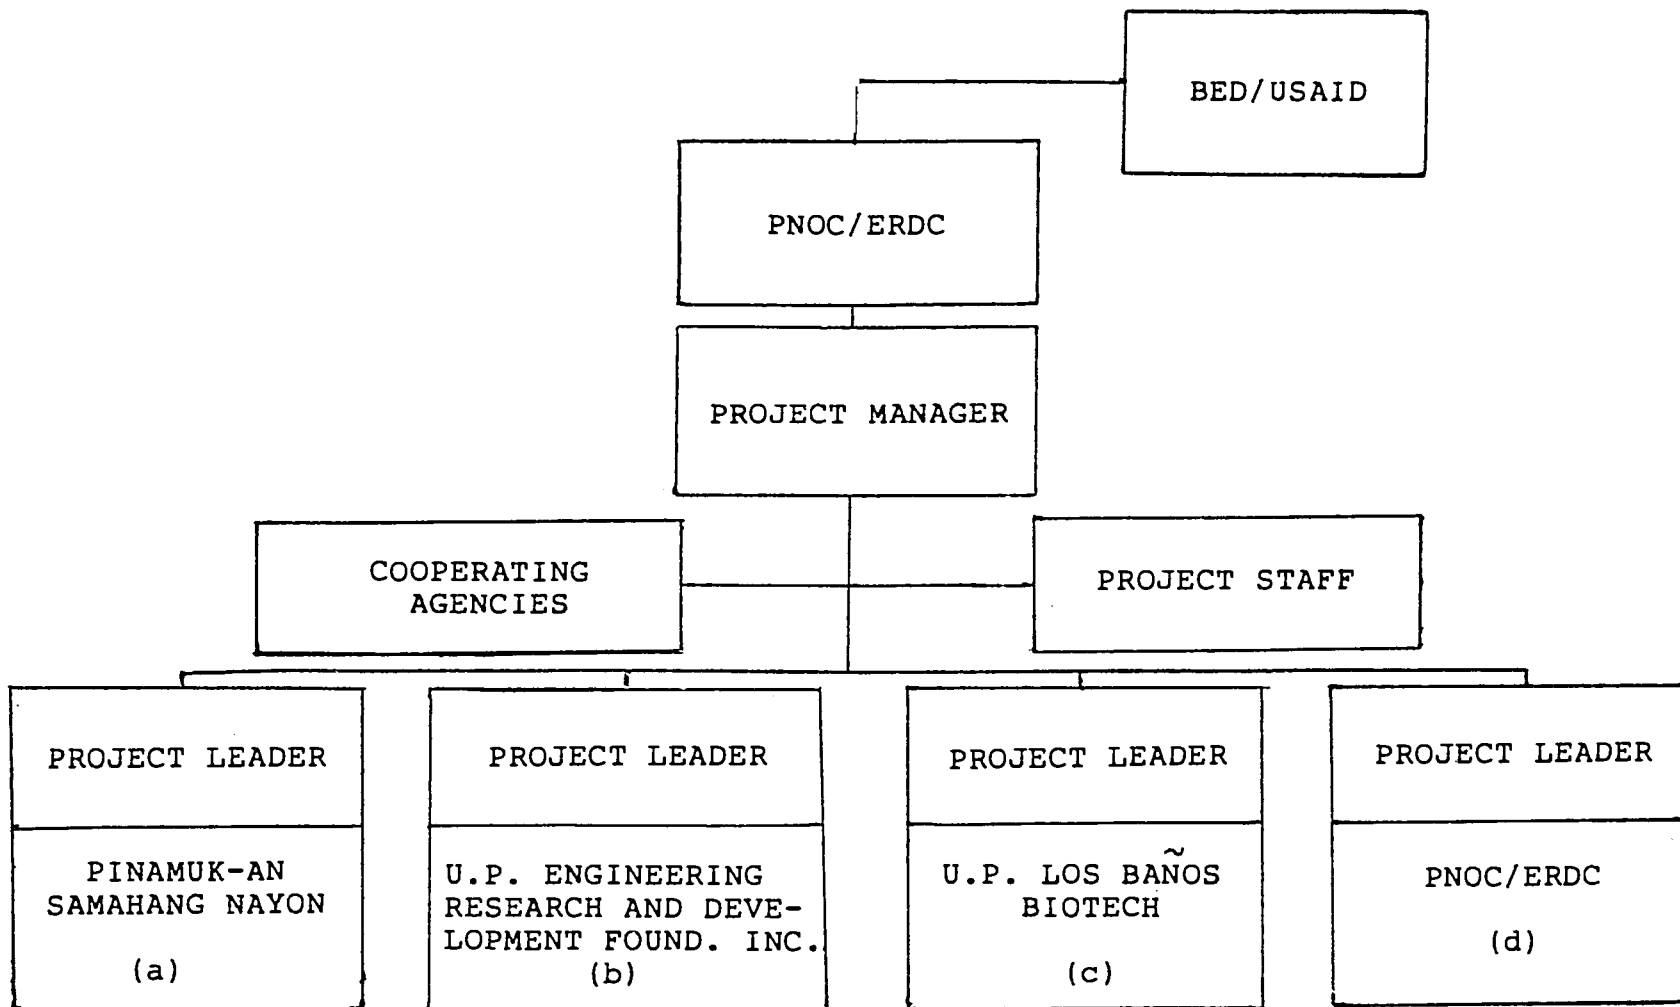 BED/USAID
PNOC/ERDC
PROJECT MANAGER
COOPERATING
AGENCIES
PROJECT STAFF
PROJECT LEADER
PINAMUK-AN
SAMAHANG NAYON
(a)
PROJECT LEADER
U.P. ENGINEERING
RESEARCH AND DEVE-
LOPMENT FOUND. INC.
(b)
PROJECT LEADER
U.P. LOS BAÑOS
BIOTECH
(c)
PROJECT LEADER
PNOC/ERDC
(d)